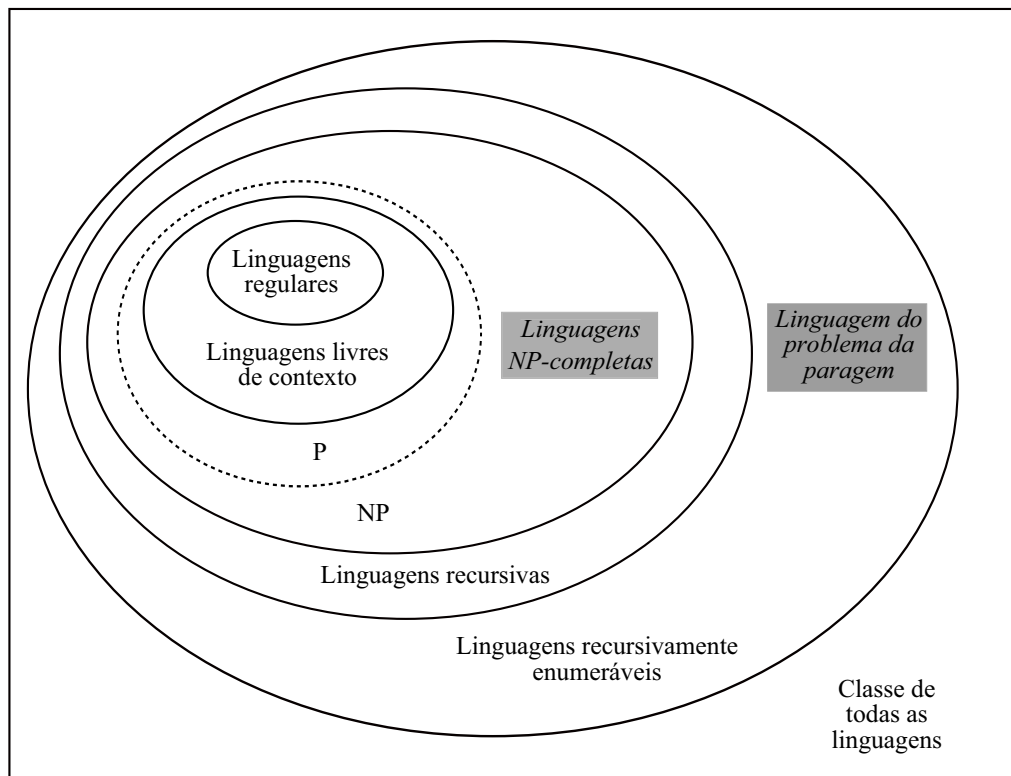 Linguagens
regulares
Linguagens livres
de contexto
P
NP
Linguagens
NP-completas
Linguagem do
problema da
paragem
Linguagens recursivas
Linguagens recursivamente
enumeráveis
Classe de
todas as
linguagens